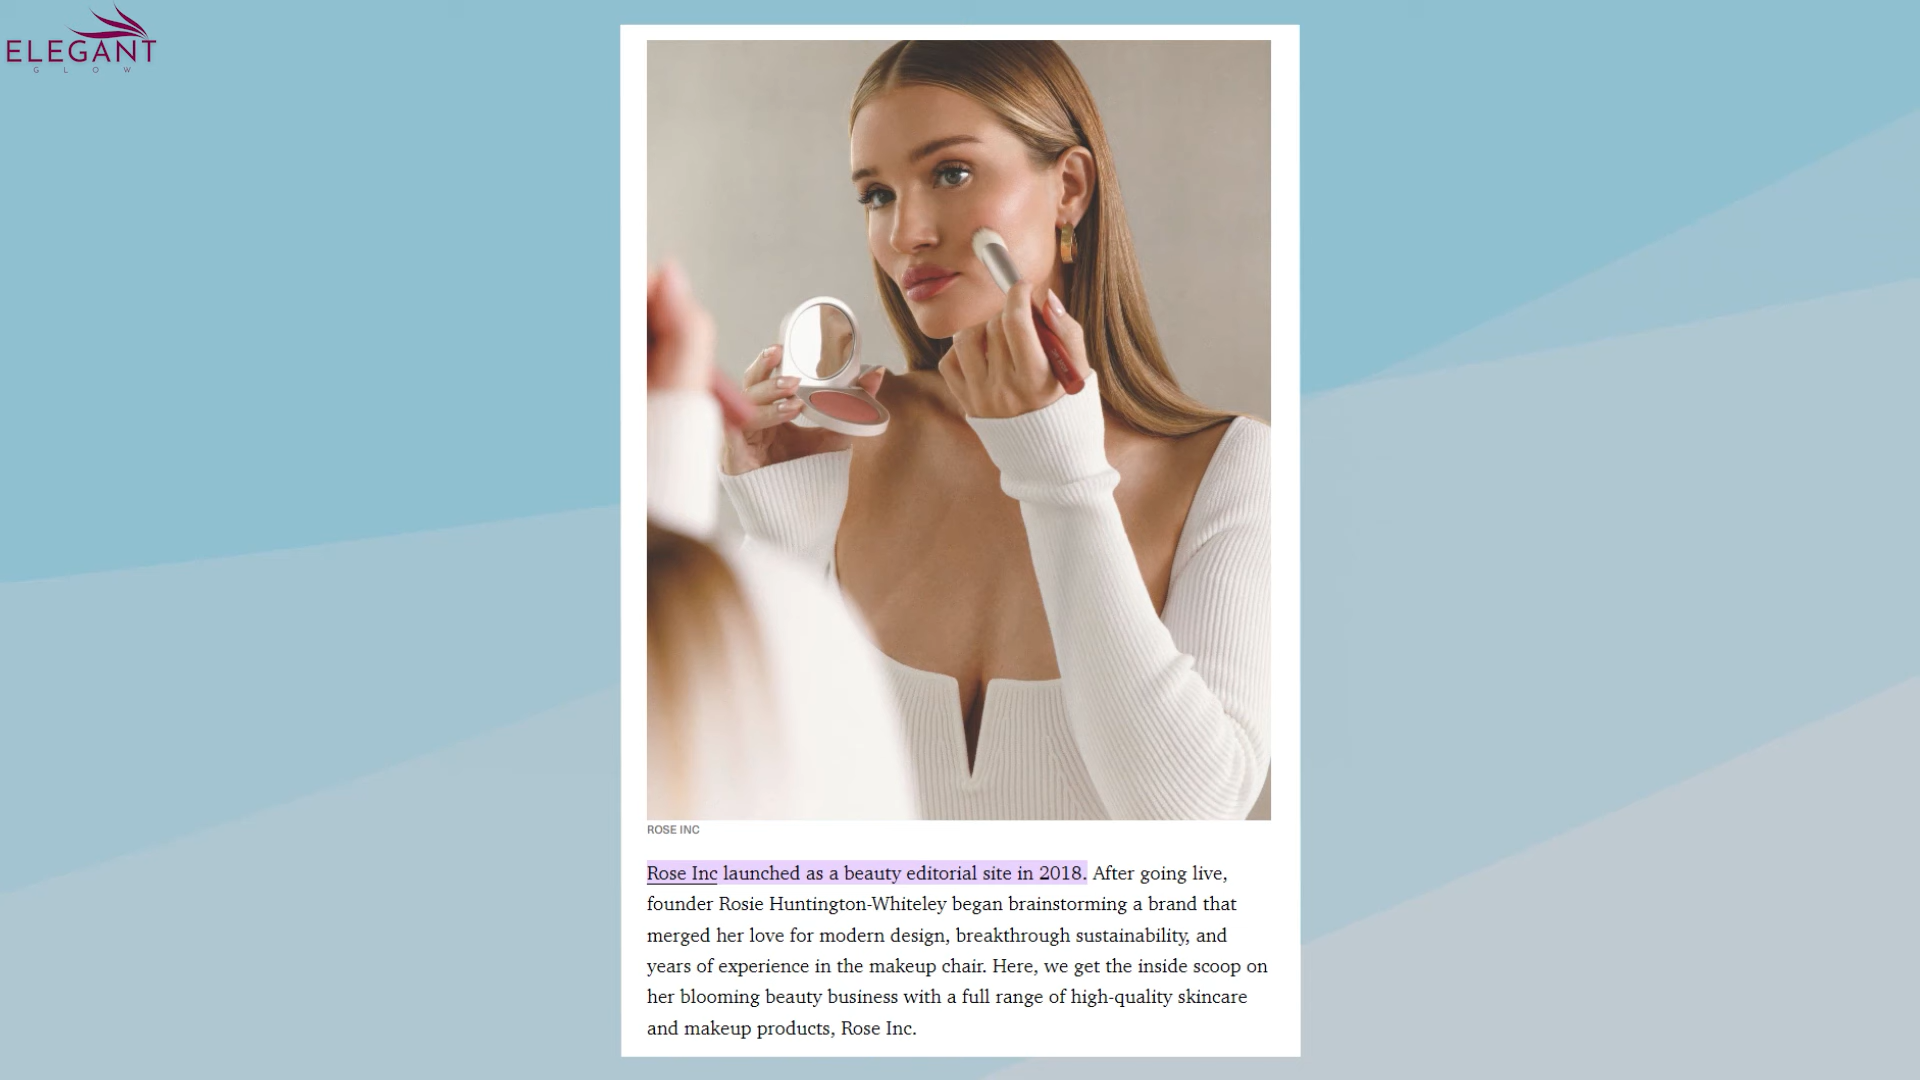 ELEGANT
GLOW
ROSE INC
Rose Inc launched as a beauty editorial site in 2018. After going live,
founder Rosie Huntington-Whiteley began brainstorming a brand that
merged her love for modern design, breakthrough sustainability, and
years of experience in the makeup chair. Here, we get the inside scoop on
her blooming beauty business with a full range of high-quality skincare
and makeup products, Rose Inc.